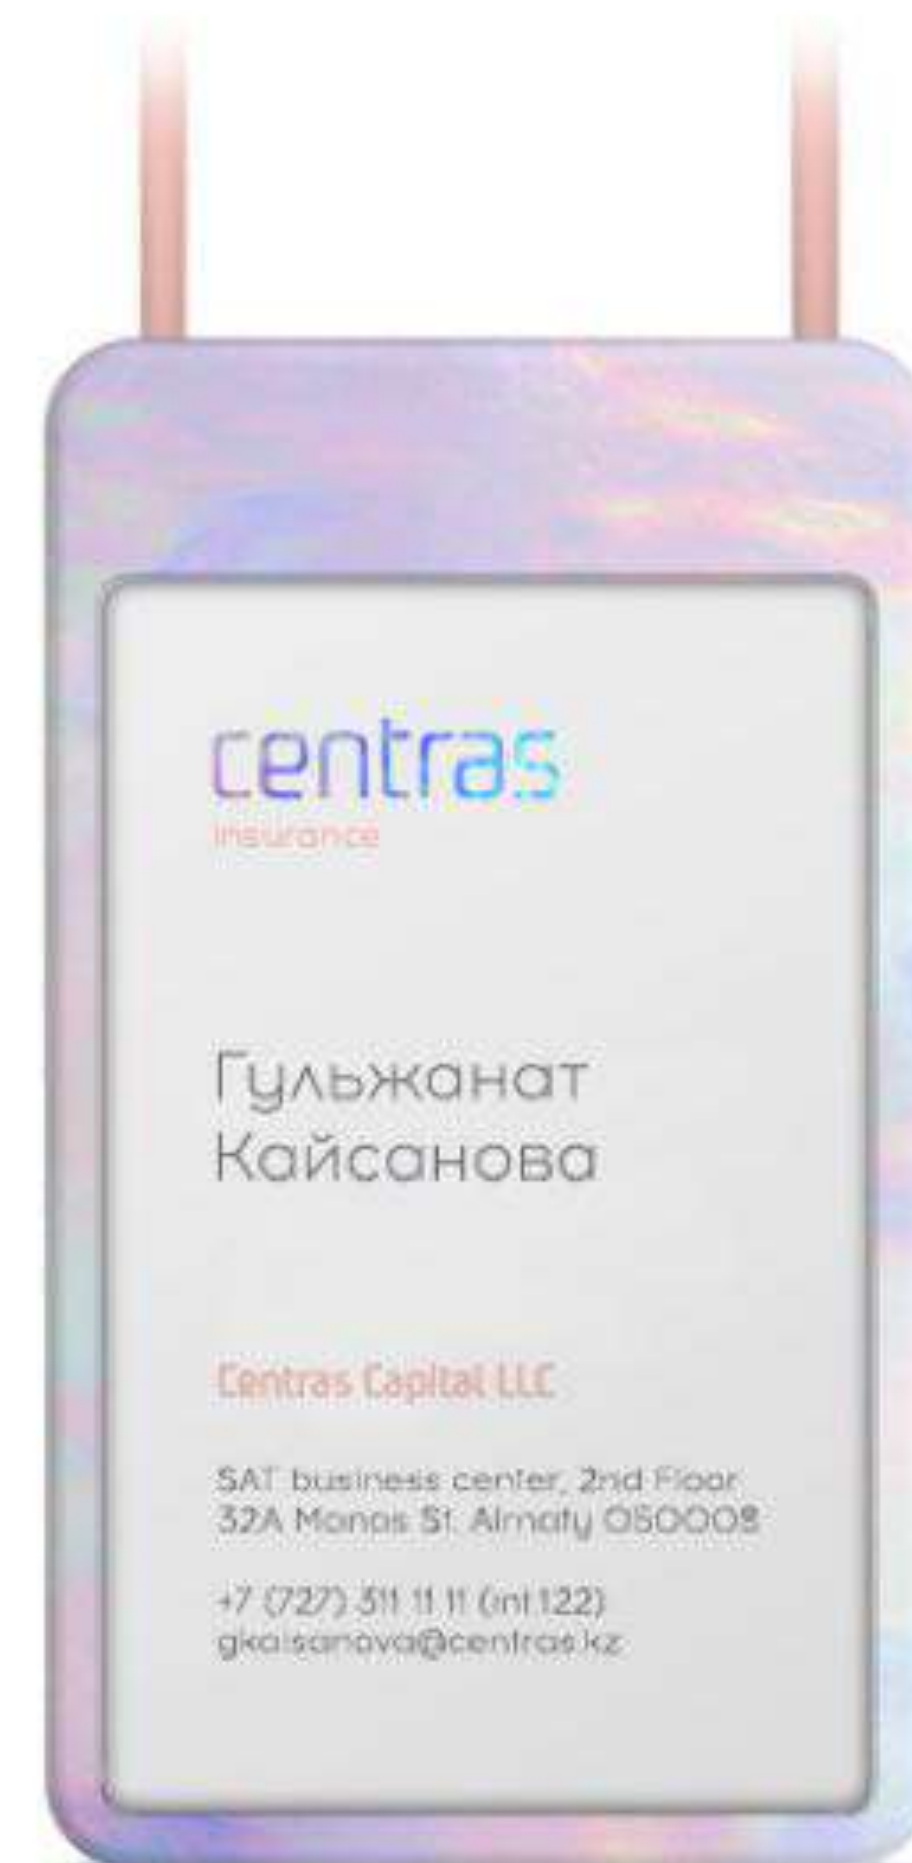 centras
insurance
Гульжанат
Кайсанова
Centras Capital LLC
SAT business center, 2nd Floor
32A Manas St. Almaty 050008
+7 (727) 311 11 11 (int.122)
gkaisanova@centras.kz